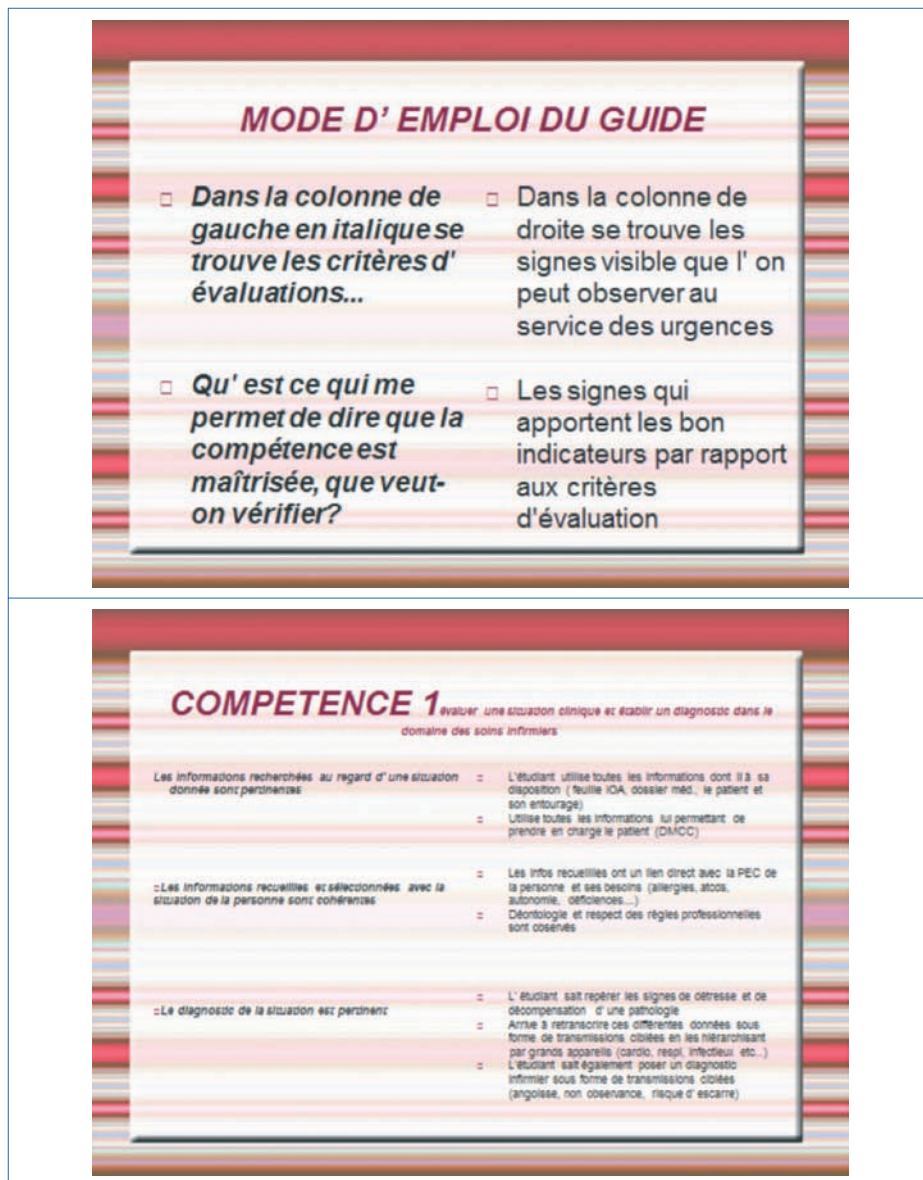 MODE D' EMPLOI DU GUIDE
Dans la colonne de
gauche en italique se
trouve les critères d'
évaluations...
Qu' est ce qui me
permet de dire que la
compétence est
maîtrisée, que veut-
on vérifier?
Dans la colonne de
droite se trouve les
signes visible que l' on
peut observer au
service des urgences
Les signes qui
apportent les bon
indicateurs par rapport
aux critères
d'évaluation
COMPETENCE 1 évaluer une situation clinique et établir un diagnostic dans le
domaine des soins infirmiers
Les informations recherchées au regard d' une situation
donnée sont pertinentes
L'étudiant utilise toutes les informations dont il à sa
disposition ( feuille IOA, dossier méd., le patient et
son entourage)
Utilise toutes les informations lui permettant de
prendre en charge le patient (DMCC)
Les informations recueillies et sélectionnées avec la
situation de la personne sont cohérentes
Les infos recueillies ont un lien direct avec la PEC de
la personne et ses besoins (allergies, atcds,
autonomie, déficiences....)
Déontologie et respect des règles professionnelles
sont observés
Le diagnostic de la situation est pertinent
L' étudiant sait repérer les signes de détresse et de
décompensation d' une pathologie
Arrive à retranscrire ces différentes données sous
forme de transmissions ciblées en les hiérarchisant
par grands appareils (cardio, respi, infectieux etc...)
L'étudiant sait également poser un diagnostic
infirmier sous forme de transmissions ciblées
(angoisse, non observance, risque d' escarre)